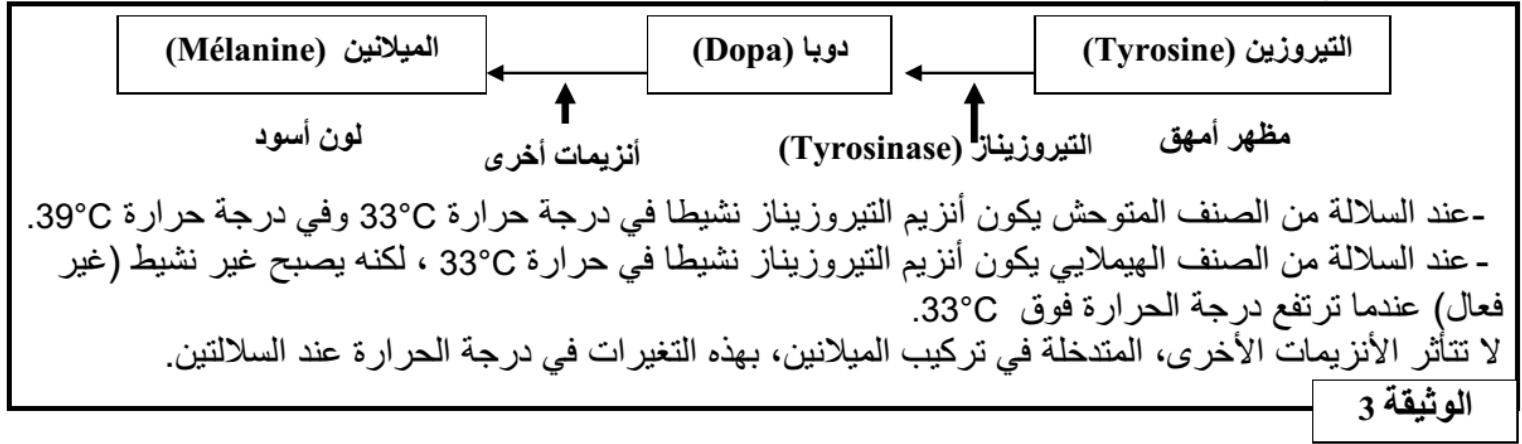 التيروزين (Tyrosine)
دوبا (Dopa)
الميلانين (Mélanine)
مظهر أمهق
التيروزيناز (Tyrosinase)
أنزيمات أخرى
لون أسود
-عند السلالة من الصنف المتوحش يكون أنزيم التيروزيناز نشيطا في درجة حرارة 33°C وفي درجة حرارة 39°C.
- عند السلالة من الصنف الهيملايي يكون أنزيم التيروزيناز نشيطا في حرارة 33°C ، لكنه يصبح غير نشيط (غير
فعال) عندما ترتفع درجة الحرارة فوق 33°C.
لا تتأثر الأنزيمات الأخرى، المتدخلة في تركيب الميلانين، بهذه التغيرات في درجة الحرارة عند السلالتين.
الوثيقة 3